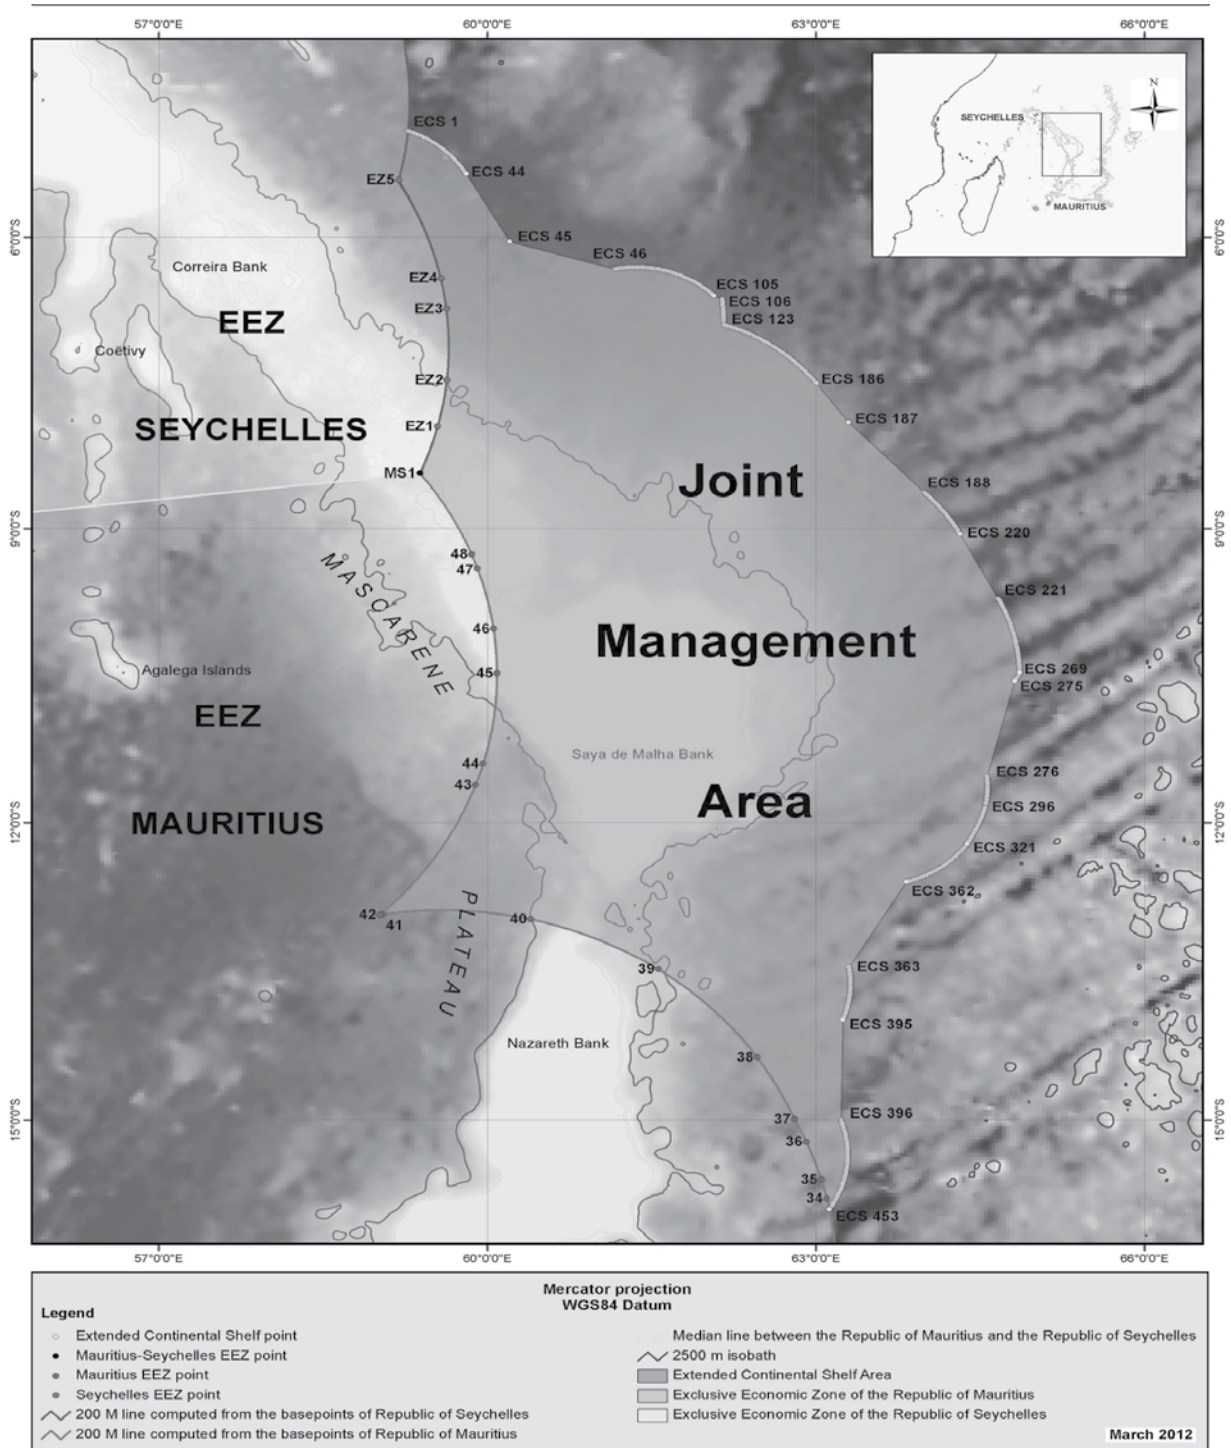 57°0'0"E
60°0'0"E
63°0'0"E
66°0'0"E
N
SEYCHELLES
MAURITIUS
ECS 1
ECS 44
EZ5
ECS 45
6°0'0"S
6°0'0"S
ECS 46
Correira Bank
EZ4
ECS 105
ECS 106
EZ3
EEZ
ECS 123
Coëtivy
EZ2
ECS 186
ECS 187
EZ1
SEYCHELLES
MS1
Joint
ECS 188
9°0'0"S
9°0'0"S
ECS 220
48
47
MASCARENE
ECS 221
46
Management
45
ECS 269
ECS 275
Agalega Islands
EEZ
Saya de Malha Bank
44
ECS 276
43
Area
ECS 296
MAURITIUS
12°0'0"S
12°0'0"S
ECS 321
ECS 362
42
41
40
PLATEAU
39
ECS 363
ECS 395
Nazareth Bank
38
ECS 396
15°0'0"S
15°0'0"S
37
36
35
34
ECS 453
57°0'0"E
60°0'0"E
63°0'0"E
66°0'0"E
Mercator projection
WGS84 Datum
Legend
Extended Continental Shelf point
Mauritius-Seychelles EEZ point
Mauritius EEZ point
Seychelles EEZ point
200 M line computed from the basepoints of Republic of Seychelles
200 M line computed from the basepoints of Republic of Mauritius
Median line between the Republic of Mauritius and the Republic of Seychelles
2500 m isobath
Extended Continental Shelf Area
Exclusive Economic Zone of the Republic of Mauritius
Exclusive Economic Zone of the Republic of Seychelles
March 2012